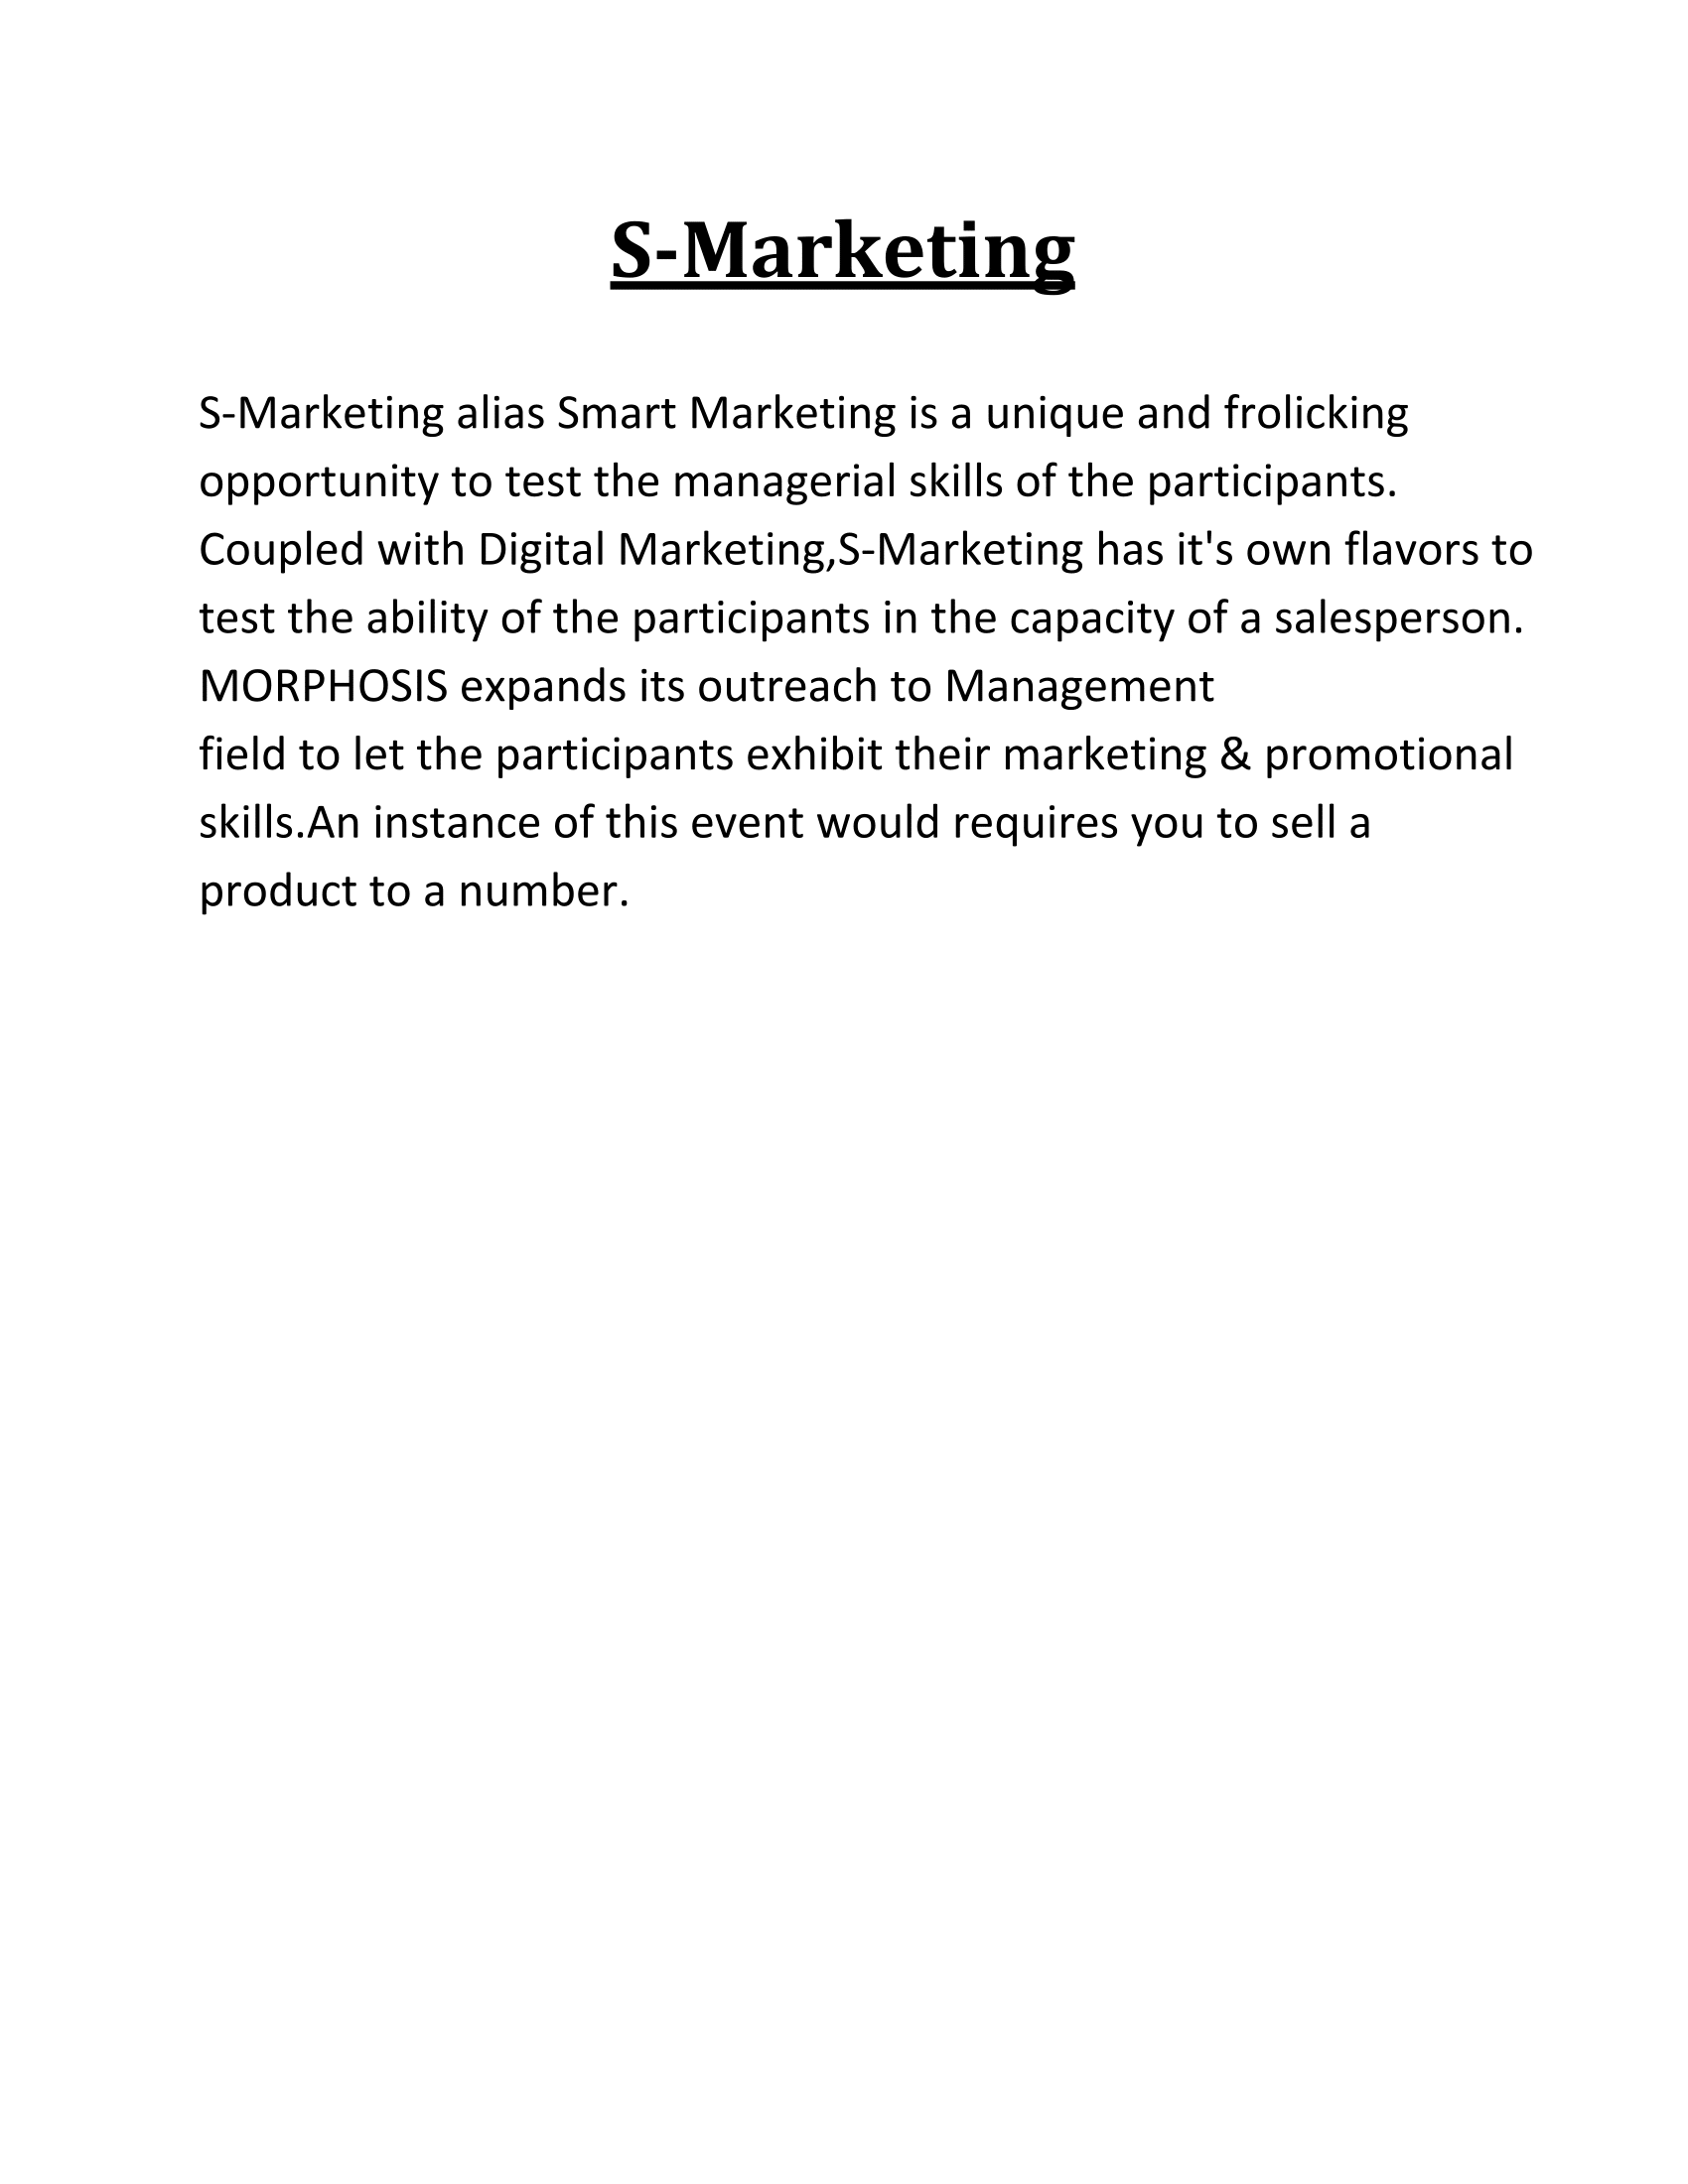 S-Marketing
S-Marketing alias Smart Marketing is a unique and frolicking
opportunity to test the managerial skills of the participants.
Coupled with Digital Marketing,S-Marketing has it's own flavors to
test the ability of the participants in the capacity of a salesperson.
MORPHOSIS expands its outreach to Management
field to let the participants exhibit their marketing & promotional
skills.An instance of this event would requires you to sell a
product to a number.